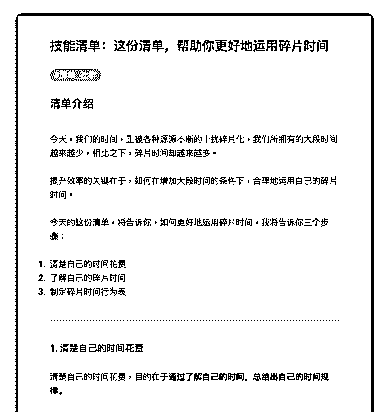 技能清单：这份清单，帮助你更好地运用碎片时间
清单介绍
今天，我们的时间，正被各种源源不断的干扰碎片化，我们所拥有的大段时间
越来越少，相比之下，碎片时间却越来越多。
提升效率的关键在于，如何在增加大段时间的条件下，合理地运用自己的碎片
时间。
今天的这份清单，将告诉你，如何更好地运用碎片时间，我将告诉你三个步
骤：
1. 清楚自己的时间花费
2. 了解自己的碎片时间
3. 制定碎片时间行为表
1. 清楚自己的时间花费
清楚自己的时间花费，目的在于通过了解自己的时间，总结出自己的时间规
律。